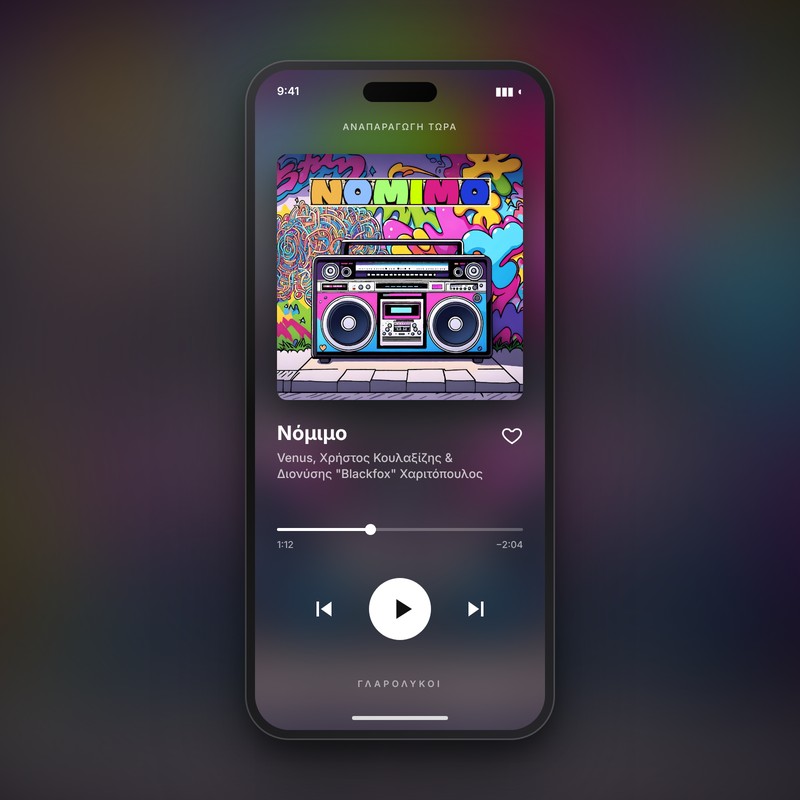 9:41
ΑΝΑΠΑΡΑΓΩΓΗ ΤΩΡΑ
NOMIMO
Νόμιμο
Venus, Χρήστος Κουλαξίζης &
Διονύσης "Blackfox" Χαριτόπουλος
1:12
−2:04
ΓΛΑΡΟΛΥΚΟΙ